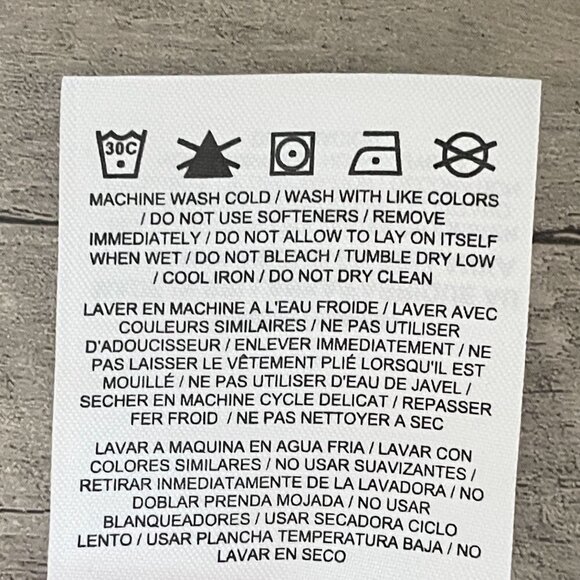 30C
MACHINE WASH COLD / WASH WITH LIKE COLORS
/ DO NOT USE SOFTENERS / REMOVE
IMMEDIATELY / DO NOT ALLOW TO LAY ON ITSELF
WHEN WET / DO NOT BLEACH / TUMBLE DRY LOW
/ COOL IRON / DO NOT DRY CLEAN
LAVER EN MACHINE A L'EAU FROIDE / LAVER AVEC
COULEURS SIMILAIRES / NE PAS UTILISER
D'ADOUCISSEUR / ENLEVER IMMEDIATEMENT / NE
PAS LAISSER LE VÊTEMENT PLIÉ LORSQU'IL EST
MOUILLÉ / NE PAS UTILISER D'EAU DE JAVEL /
SECHER EN MACHINE CYCLE DELICAT / REPASSER
FER FROID / NE PAS NETTOYER A SEC
LAVAR A MAQUINA EN AGUA FRIA / LAVAR CON
COLORES SIMILARES / NO USAR SUAVIZANTES /
RETIRAR INMEDIATAMENTE DE LA LAVADORA / NO
DOBLAR PRENDA MOJADA / NO USAR
BLANQUEADORES / USAR SECADORA CICLO
LENTO / USAR PLANCHA TEMPERATURA BAJA / NO
LAVAR EN SECO